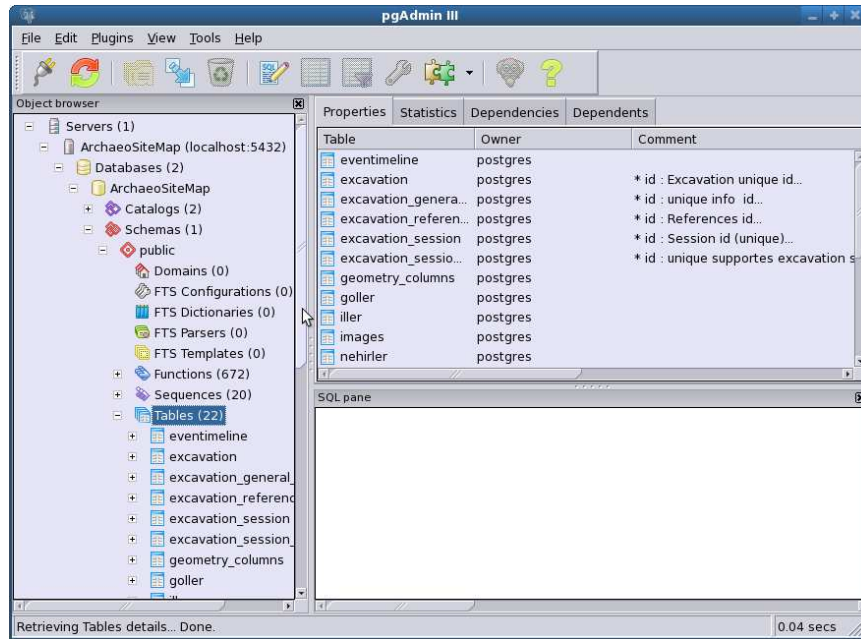 pgAdmin III
File Edit Plugins View Tools Help
Object browser
Servers (1)
ArchaeoSiteMap (localhost:5432)
Databases (2)
ArchaeoSiteMap
Catalogs (2)
Schemas (1)
public
Domains (0)
FTS Configurations (0)
FTS Dictionaries (0)
FTS Parsers (0)
FTS Templates (0)
Functions (672)
Sequences (20)
Tables (22)
eventimeline
excavation
excavation_general_
excavation_referenc
excavation_session
excavation_session_
geometry_columns
goller
Properties Statistics Dependencies Dependents
Table Owner Comment
eventimeline postgres
excavation postgres * id : Excavation unique id...
excavation_genera... postgres * id : unique info id...
excavation_referen... postgres * id : References id...
excavation_session postgres * id : Session id (unique)...
excavation_sessio... postgres * id : unique supportes excavation s
geometry_columns postgres
goller postgres
iller postgres
images postgres
nehirler postgres
SQL pane
Retrieving Tables details... Done. 0.04 secs